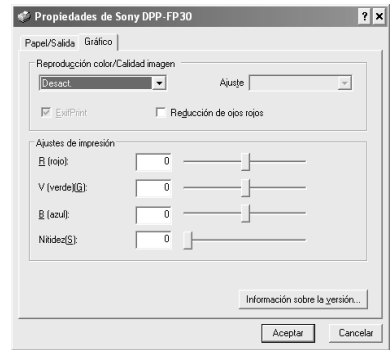 Propiedades de Sony DPP-FP30
Papel/Salida Gráfico
Reproducción color/Calidad imagen
Desact. Ajuste
ExifPrint Reducción de ojos rojos
Ajustes de impresión
R (rojo): 0
V (verde)(G): 0
B (azul): 0
Nitidez(S): 0
Información sobre la versión...
Aceptar Cancelar